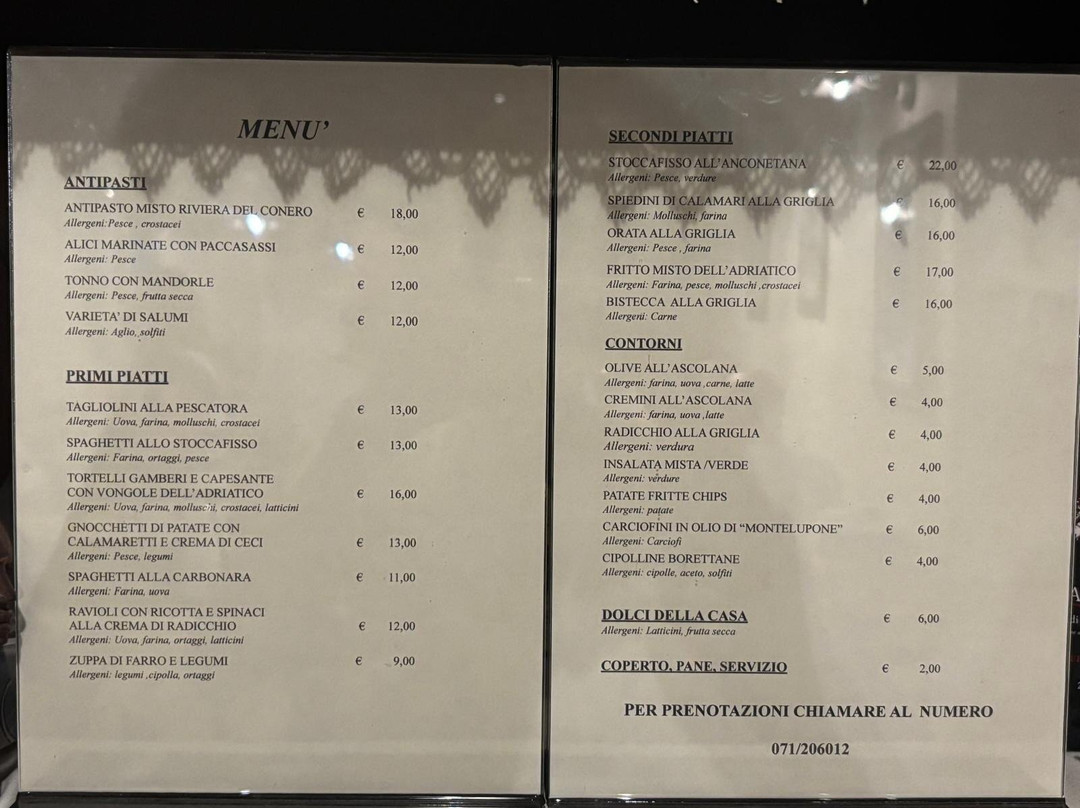 MENU'
ANTIPASTI
ANTIPASTO MISTO RIVIERA DEL CONERO € 18,00
Allergeni:Pesce , crostacei
ALICI MARINATE CON PACCASASSI € 12,00
Allergeni: Pesce
TONNO CON MANDORLE € 12,00
Allergeni: Pesce, frutta secca
VARIETA' DI SALUMI € 12,00
Allergeni: Aglio, solfiti
PRIMI PIATTI
TAGLIOLINI ALLA PESCATORA € 13,00
Allergeni: Uova, farina, molluschi, crostacei
SPAGHETTI ALLO STOCCAFISSO € 13,00
Allergeni: Farina, ortaggi, pesce
TORTELLI GAMBERI E CAPESANTE
CON VONGOLE DELL'ADRIATICO € 16,00
Allergeni: Uova, farina, molluschi, crostacei, latticini
GNOCCHETTI DI PATATE CON
CALAMARETTI E CREMA DI CECI € 13,00
Allergeni: Pesce, legumi
SPAGHETTI ALLA CARBONARA € 11,00
Allergeni: Farina, uova
RAVIOLI CON RICOTTA E SPINACI
ALLA CREMA DI RADICCHIO € 12,00
Allergeni: Uova, farina, ortaggi, latticini
ZUPPA DI FARRO E LEGUMI € 9,00
Allergeni: legumi ,cipolla, ortaggi
SECONDI PIATTI
STOCCAFISSO ALL'ANCONETANA € 22,00
Allergeni: Pesce, verdure
SPIEDINI DI CALAMARI ALLA GRIGLIA € 16,00
Allergeni: Molluschi, farina
ORATA ALLA GRIGLIA € 16,00
Allergeni: Pesce , farina
FRITTO MISTO DELL'ADRIATICO € 17,00
Allergeni: Farina, pesce, molluschi ,crostacei
BISTECCA ALLA GRIGLIA € 16,00
Allergeni: Carne
CONTORNI
OLIVE ALL'ASCOLANA € 5,00
Allergeni: farina, uova ,carne, latte
CREMINI ALL'ASCOLANA € 4,00
Allergeni: farina, uova ,latte
RADICCHIO ALLA GRIGLIA € 4,00
Allergeni: verdura
INSALATA MISTA /VERDE € 4,00
Allergeni: verdure
PATATE FRITTE CHIPS € 4,00
Allergeni: patate
CARCIOFINI IN OLIO DI “MONTELUPONE” € 6,00
Allergeni: Carciofi
CIPOLLINE BORETTANE € 4,00
Allergeni: cipolle, aceto, solfiti
DOLCI DELLA CASA € 6,00
Allergeni: Latticini, frutta secca
COPERTO, PANE, SERVIZIO € 2,00
PER PRENOTAZIONI CHIAMARE AL NUMERO
071/206012